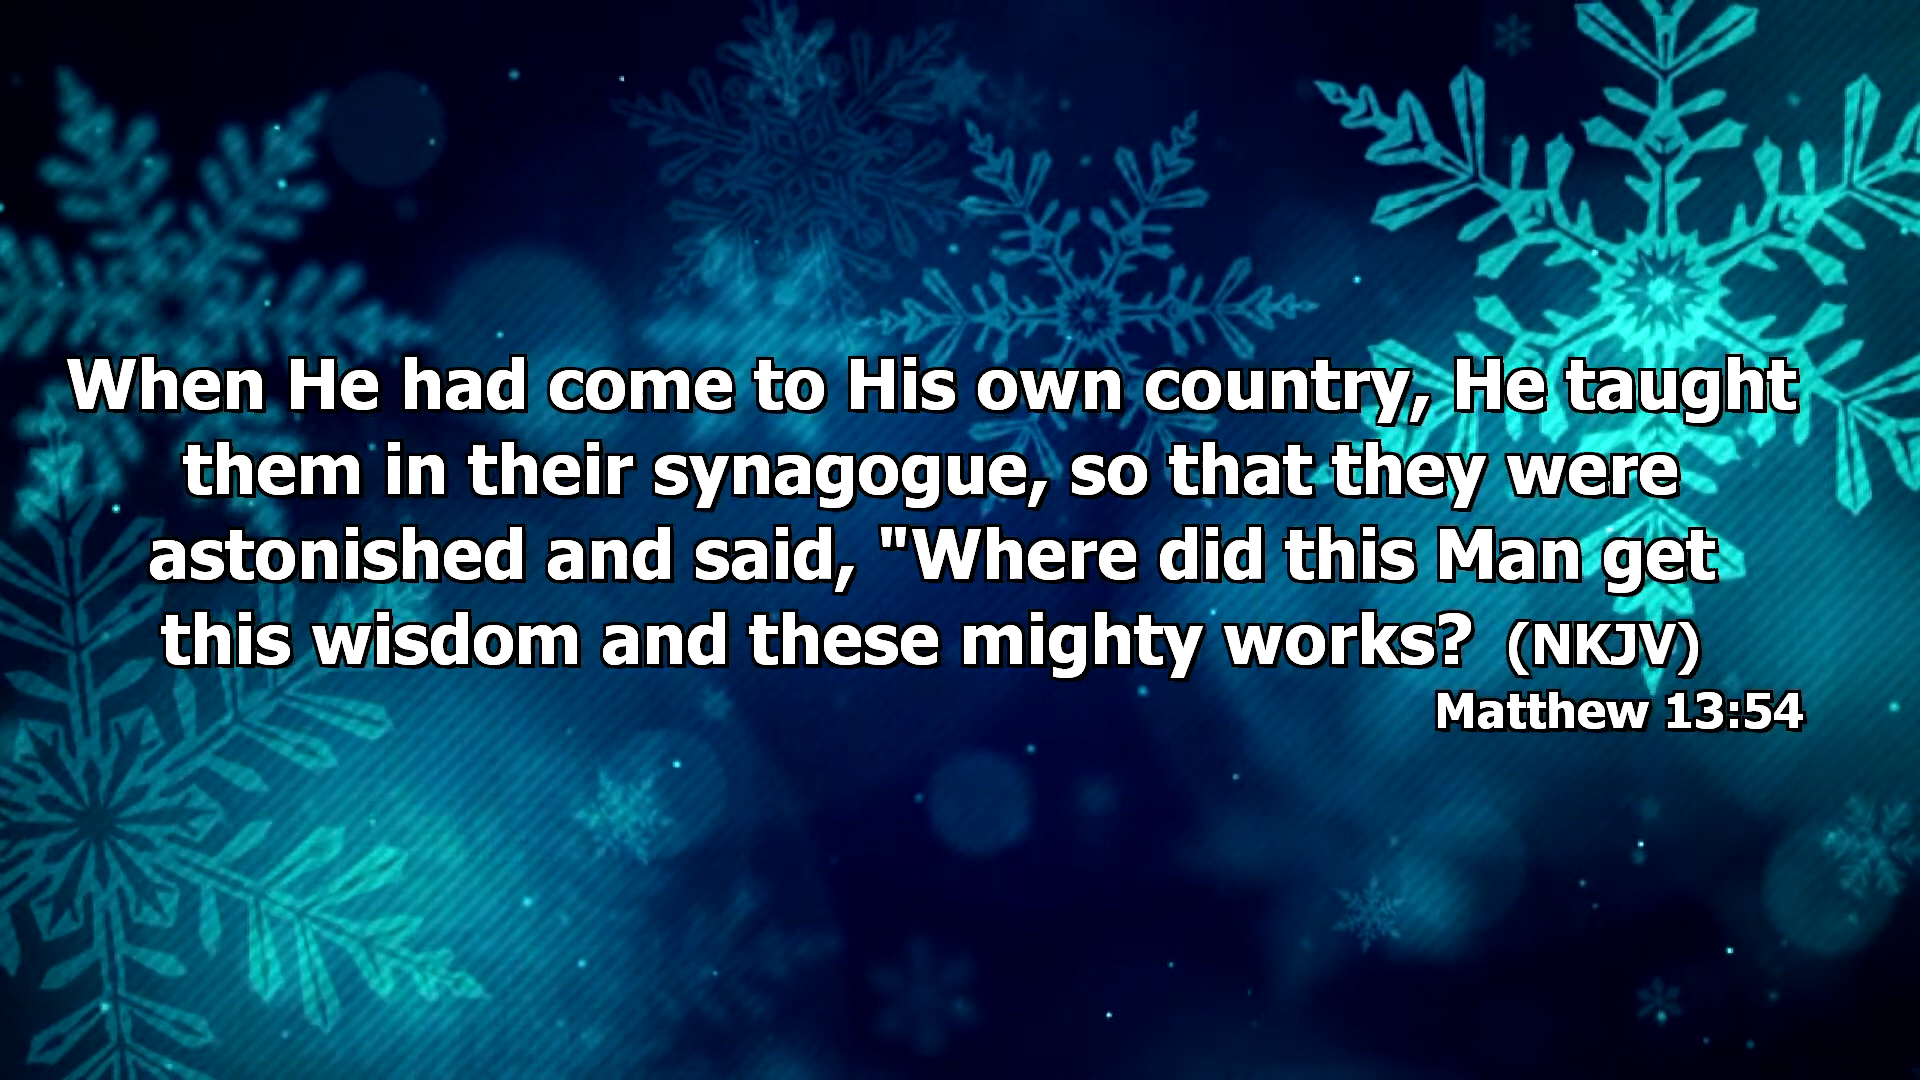 When He had come to His own country, He taught
them in their synagogue, so that they were
astonished and said, "Where did this Man get
this wisdom and these mighty works? (NKJV)
Matthew 13:54